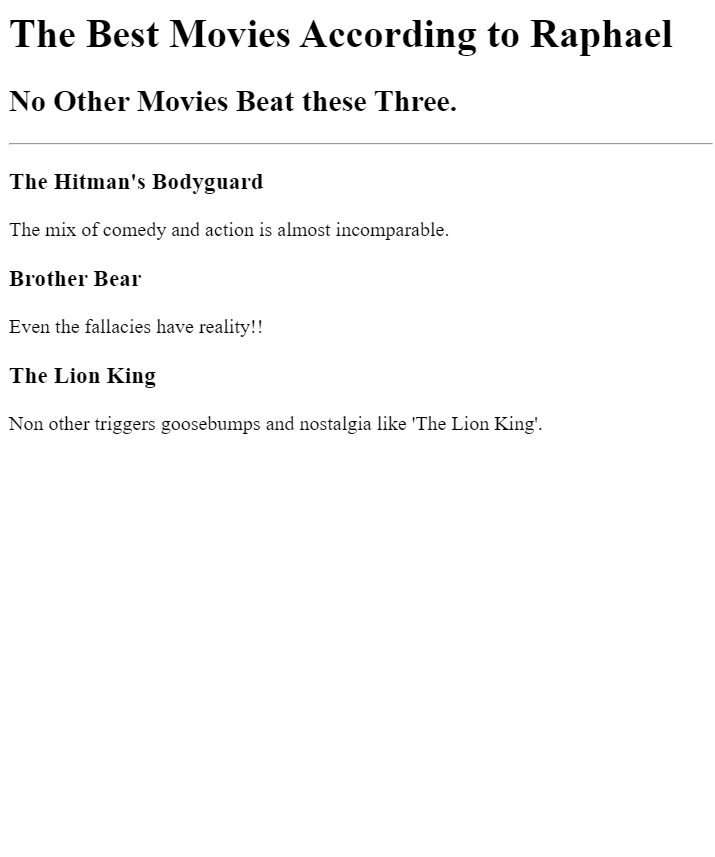 The Best Movies According to Raphael
No Other Movies Beat these Three.
The Hitman's Bodyguard
The mix of comedy and action is almost incomparable.
Brother Bear
Even the fallacies have reality!!
The Lion King
Non other triggers goosebumps and nostalgia like 'The Lion King'.